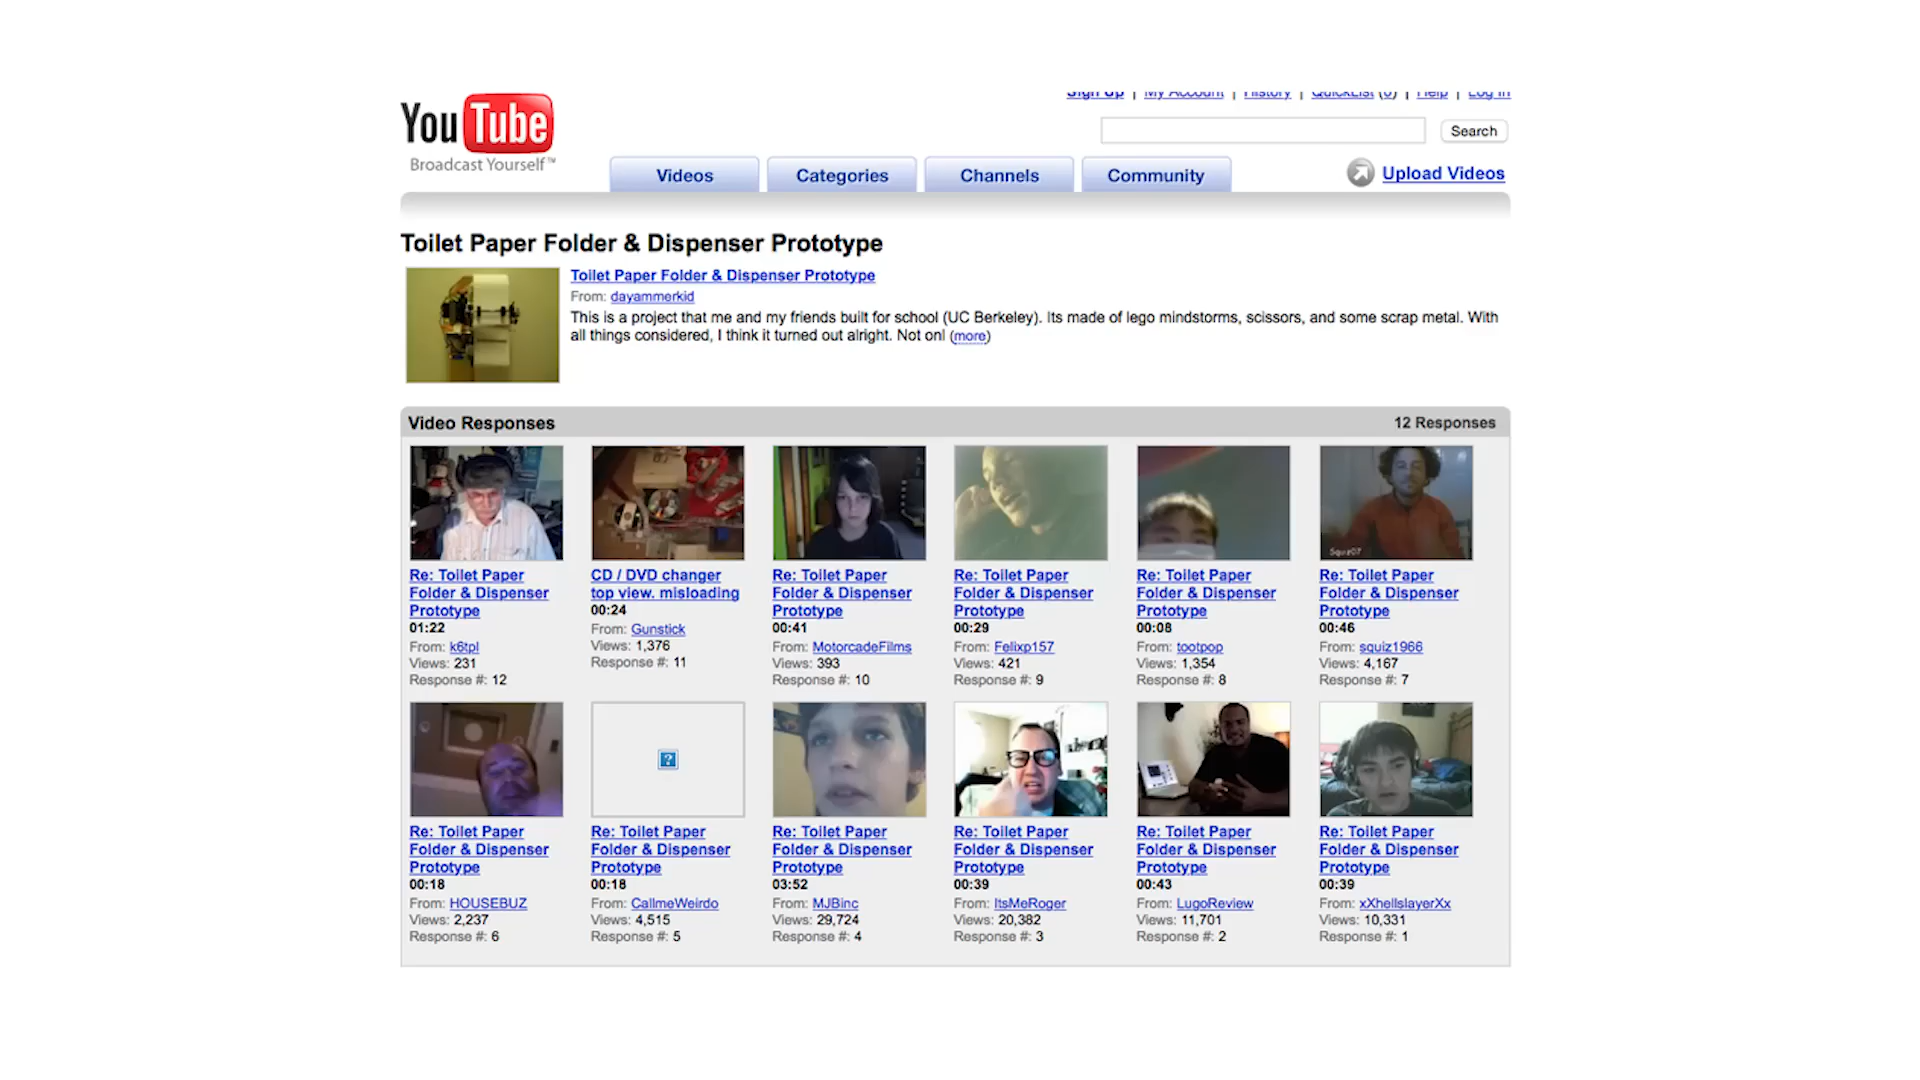 Sign Up | My Account | History | QuickList (0) | Help | Log In
YouTube
Broadcast Yourself™
Search
Videos
Categories
Channels
Community
Upload Videos
Toilet Paper Folder & Dispenser Prototype
Toilet Paper Folder & Dispenser Prototype
From: dayammerkid
This is a project that me and my friends built for school (UC Berkeley). Its made of lego mindstorms, scissors, and some scrap metal. With
all things considered, I think it turned out alright. Not onl (more)
Video Responses
12 Responses
Squiz07
Re: Toilet Paper
Folder & Dispenser
Prototype
01:22
From: k6tpl
Views: 231
Response #: 12
CD / DVD changer
top view. misloading
00:24
From: Gunstick
Views: 1,376
Response #: 11
Re: Toilet Paper
Folder & Dispenser
Prototype
00:41
From: MotorcadeFilms
Views: 393
Response #: 10
Re: Toilet Paper
Folder & Dispenser
Prototype
00:29
From: Felixp157
Views: 421
Response #: 9
Re: Toilet Paper
Folder & Dispenser
Prototype
00:08
From: tootpop
Views: 1,354
Response #: 8
Re: Toilet Paper
Folder & Dispenser
Prototype
00:46
From: squiz1966
Views: 4,167
Response #: 7
?
Re: Toilet Paper
Folder & Dispenser
Prototype
00:18
From: HOUSEBUZ
Views: 2,237
Response #: 6
Re: Toilet Paper
Folder & Dispenser
Prototype
00:18
From: CallmeWeirdo
Views: 4,515
Response #: 5
Re: Toilet Paper
Folder & Dispenser
Prototype
03:52
From: MJBinc
Views: 29,724
Response #: 4
Re: Toilet Paper
Folder & Dispenser
Prototype
00:39
From: ItsMeRoger
Views: 20,382
Response #: 3
Re: Toilet Paper
Folder & Dispenser
Prototype
00:43
From: LugoReview
Views: 11,701
Response #: 2
Re: Toilet Paper
Folder & Dispenser
Prototype
00:39
From: xXhellslayerXx
Views: 10,331
Response #: 1